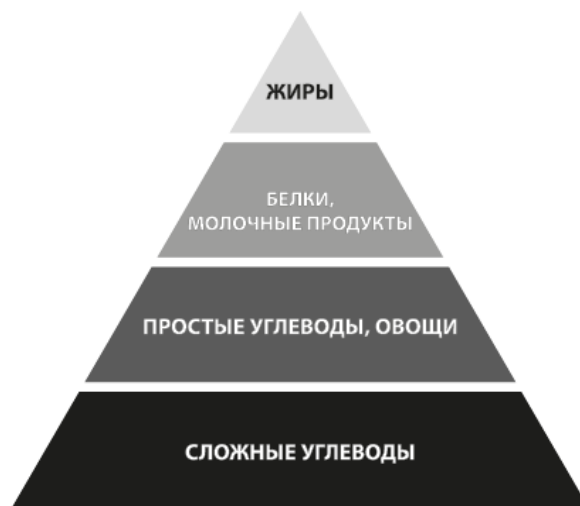 ЖИРЫ
БЕЛКИ,
МОЛОЧНЫЕ ПРОДУКТЫ
ПРОСТЫЕ УГЛЕВОДЫ, ОВОЩИ
СЛОЖНЫЕ УГЛЕВОДЫ